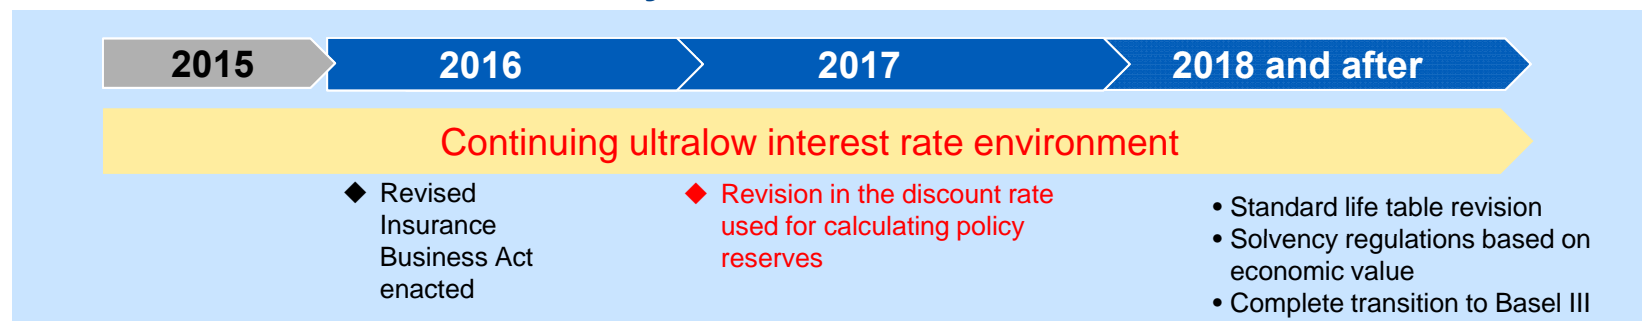 2015
2016
2017
2018 and after
Continuing ultralow interest rate environment
◆ Revised
Insurance
Business Act
enacted
◆ Revision in the discount rate
used for calculating policy
reserves
• Standard life table revision
• Solvency regulations based on
economic value
• Complete transition to Basel III